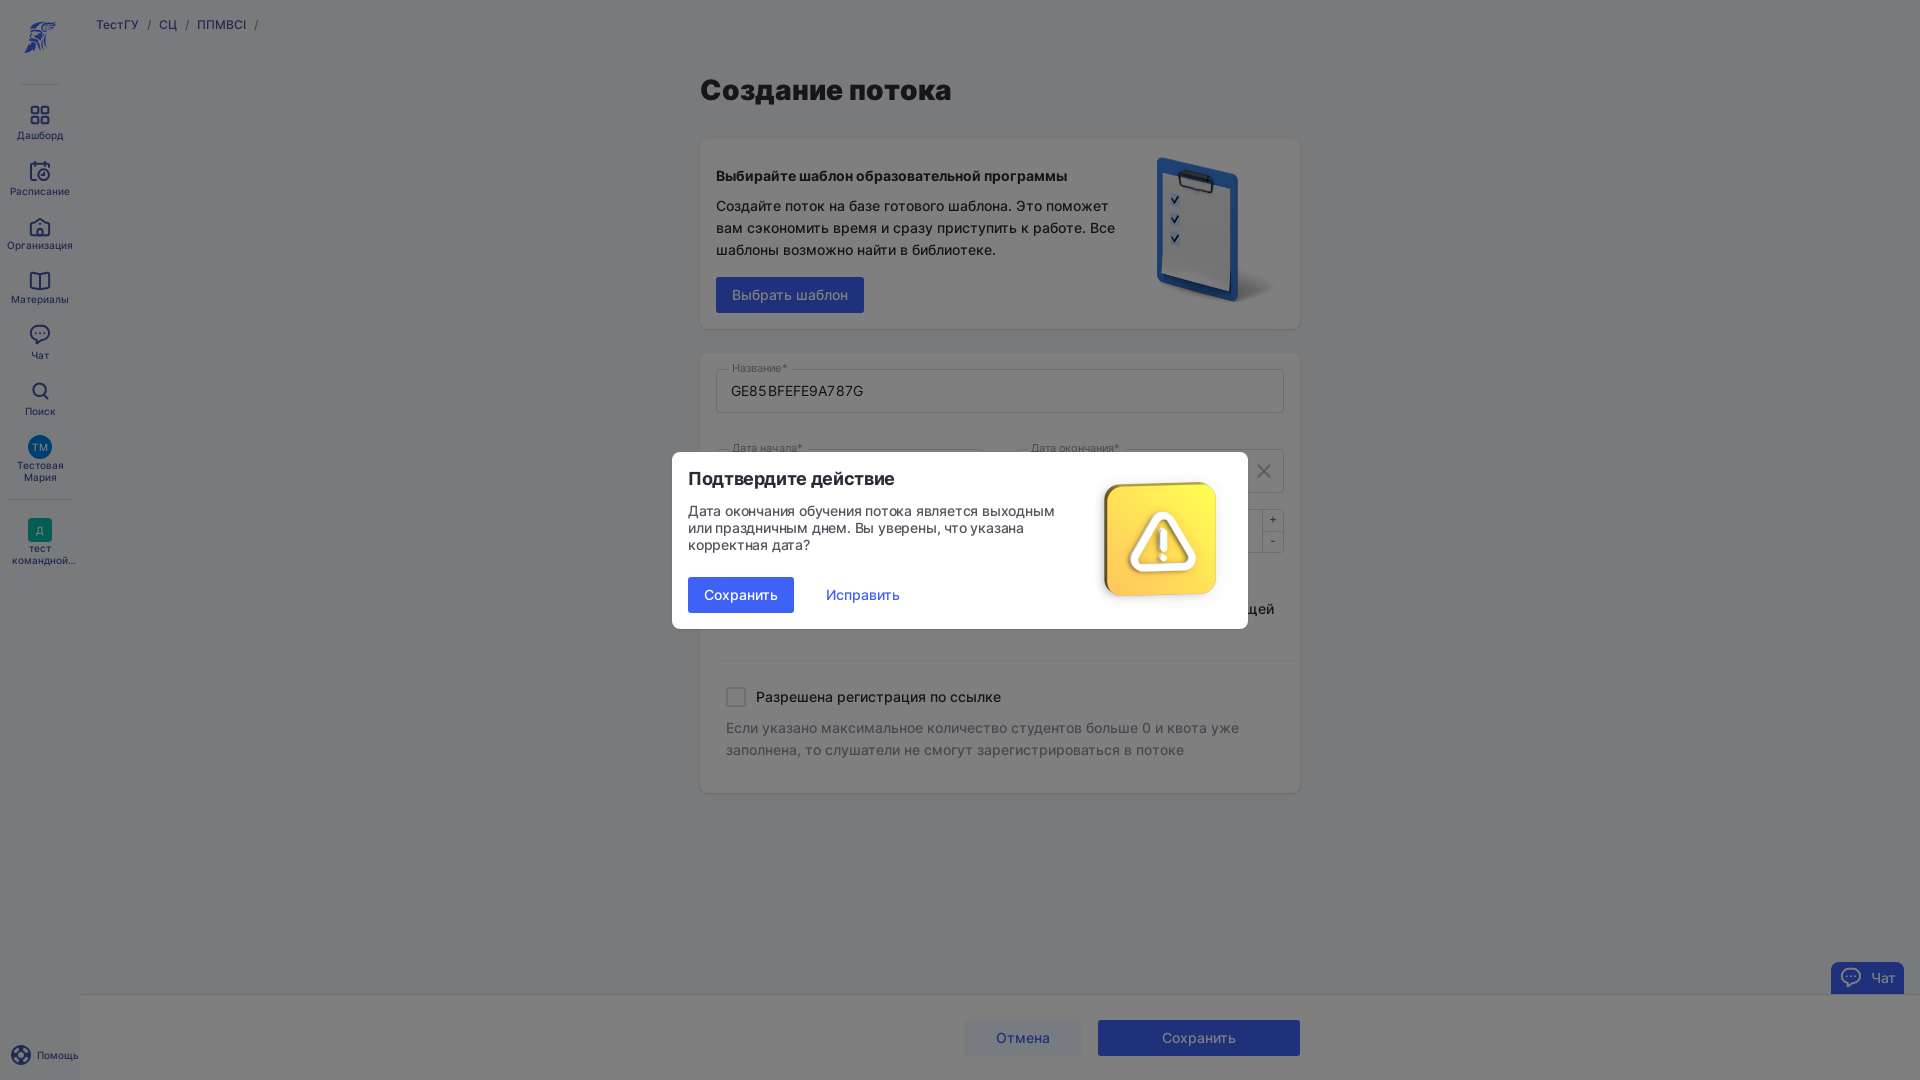 ТестГУ / СЦ / ППМВCI /
Дашборд
Расписание
Организация
Материалы
Чат
Поиск
ТМ
Тестовая
Мария
Д
тест
командной...
Помощь
Создание потока
Выбирайте шаблон образовательной программы
Создайте поток на базе готового шаблона. Это поможет
вам сэкономить время и сразу приступить к работе. Все
шаблоны возможно найти в библиотеке.
Выбрать шаблон
Название*
GE85BFEFE9A787G
Дата начала* Дата окончания*
+
-
Подтвердите действие
Дата окончания обучения потока является выходным
или праздничным днем. Вы уверены, что указана
корректная дата?
Сохранить Исправить
щей
Разрешена регистрация по ссылке
Если указано максимальное количество студентов больше 0 и квота уже
заполнена, то слушатели не смогут зарегистрироваться в потоке
Чат
Отмена Сохранить